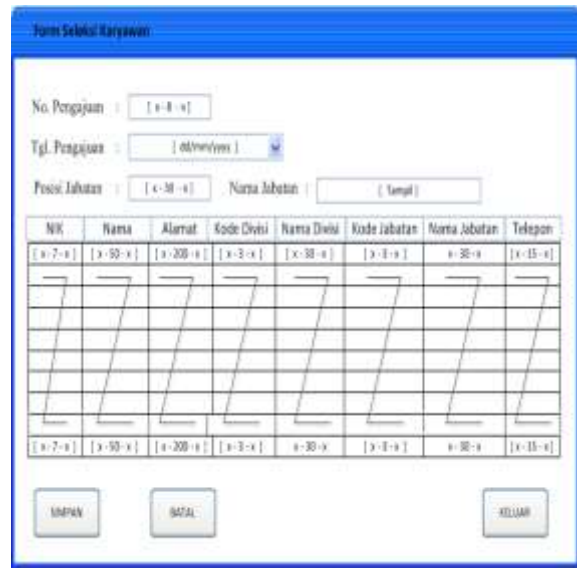 Form Seleksi Karyawan
No. Pengajuan : [ x - 8 - x ]
Tgl. Pengajuan : [ dd/mm/yyyy ]
Posisi Jabatan : [ x - 30 - x ] Nama Jabatan : [ Tampil ]
NIK Nama Alamat Kode Divisi Nama Divisi Kode Jabatan Nama Jabatan Telepon
[ x - 7 - x ] [ x - 50 - x ] [ x - 200 - x ] [ x - 3 - x ] [ x - 30 - x ] x - 30 - x [ x - 15 - x ]
[ x - 7 - x ] [ x - 50 - x ] [ x - 200 - x ] [ x - 3 - x ] x - 30 - x x - 30 - x [ x - 15 - x ]
SIMPAN BATAL KELUAR